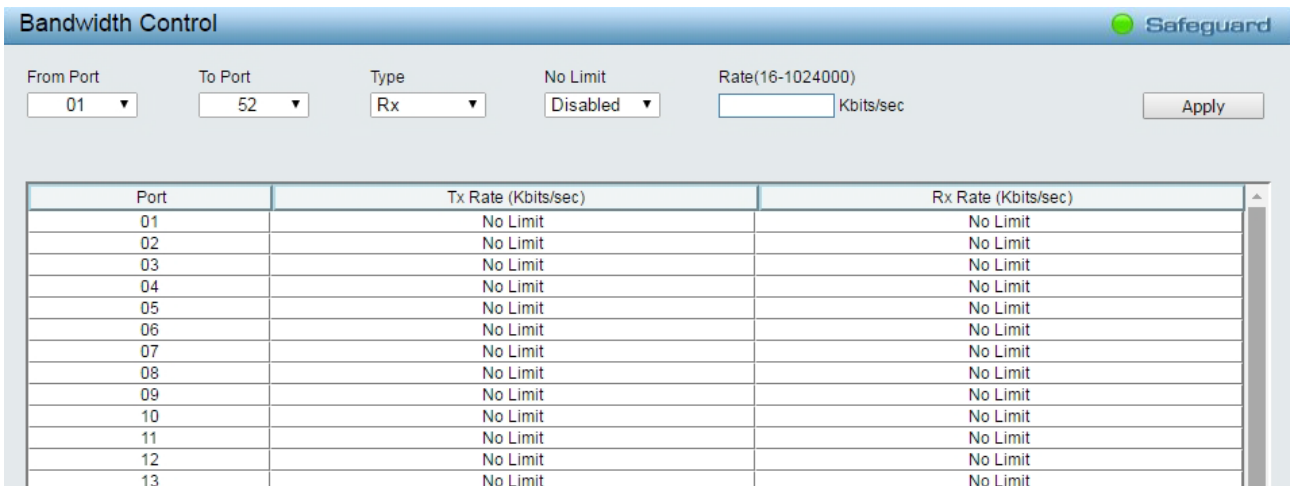 Bandwidth Control
Safeguard
From Port To Port Type No Limit Rate(16-1024000)
01 52 Rx Disabled Kbits/sec Apply
Port Tx Rate (Kbits/sec) Rx Rate (Kbits/sec)
01 No Limit No Limit
02 No Limit No Limit
03 No Limit No Limit
04 No Limit No Limit
05 No Limit No Limit
06 No Limit No Limit
07 No Limit No Limit
08 No Limit No Limit
09 No Limit No Limit
10 No Limit No Limit
11 No Limit No Limit
12 No Limit No Limit
13 No Limit No Limit